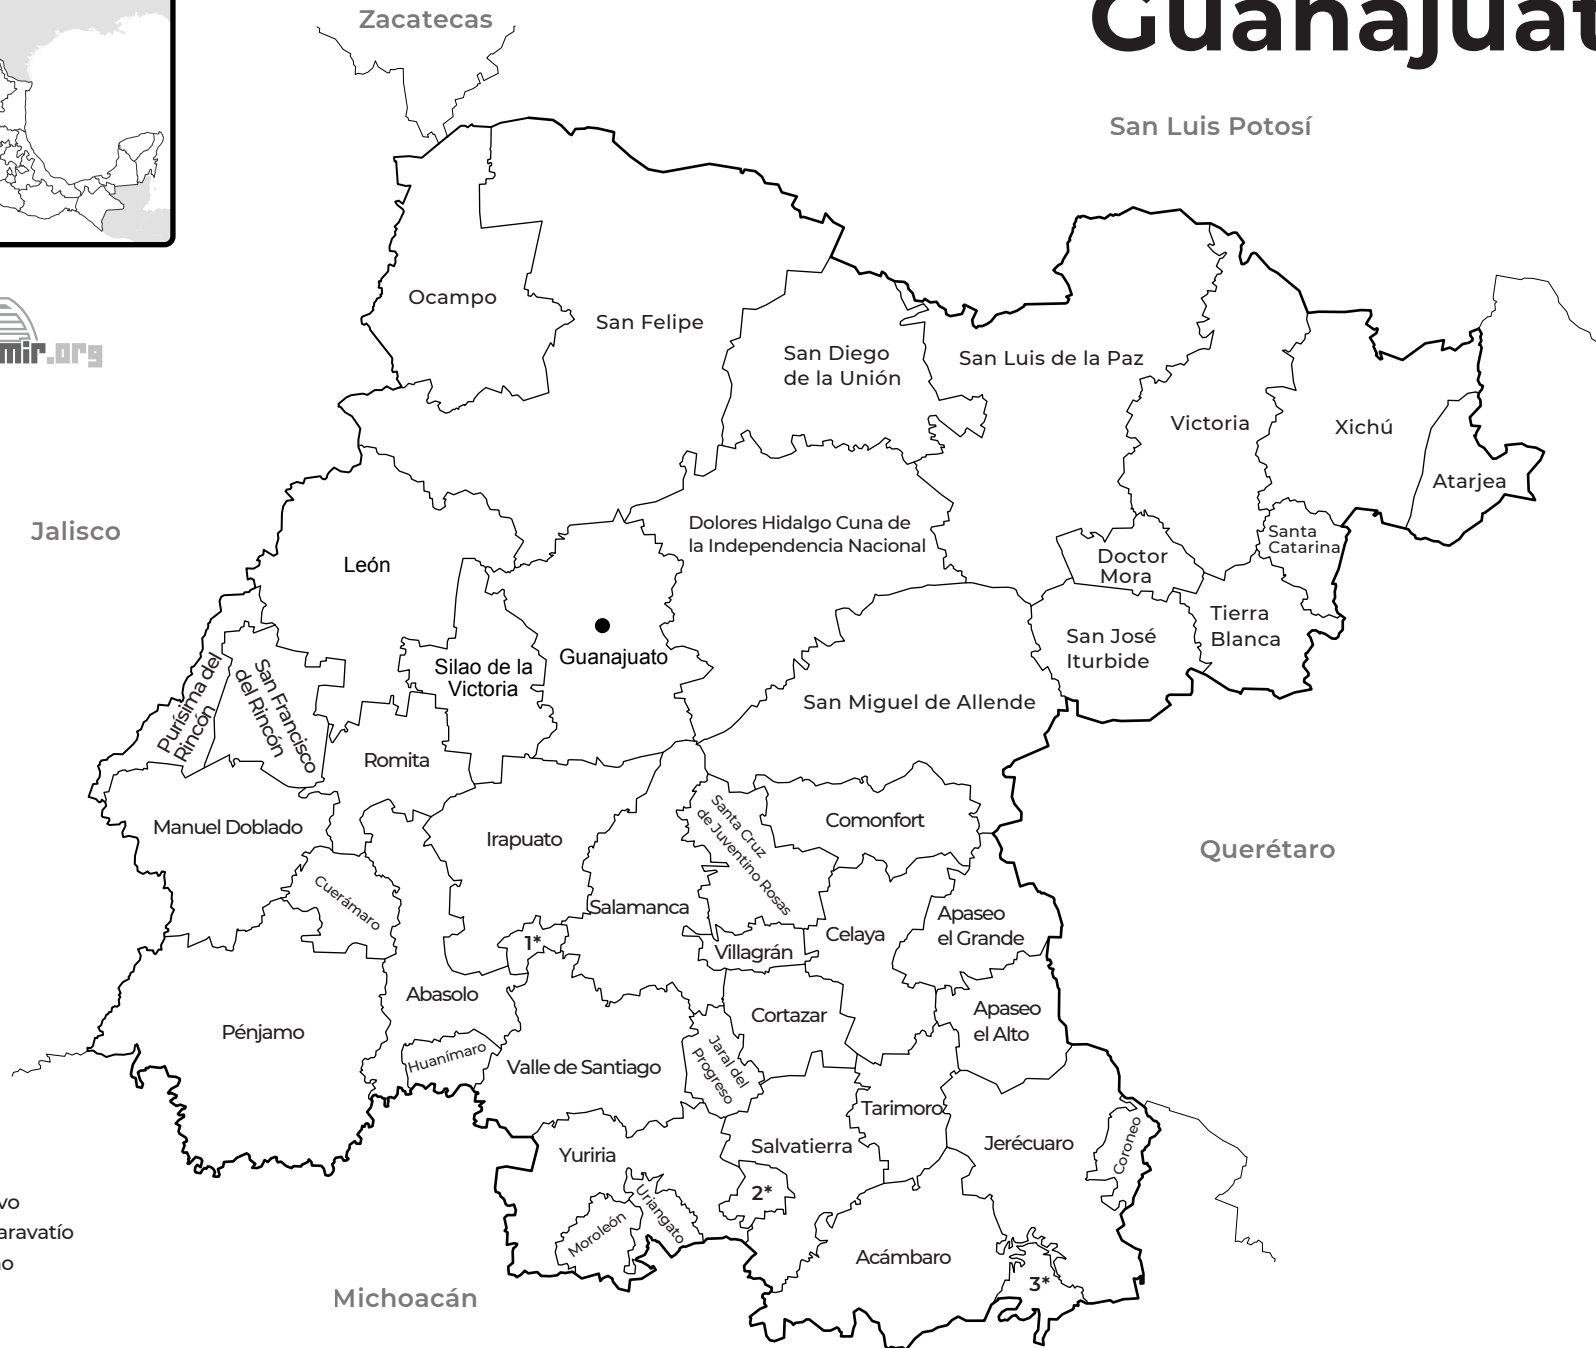 Zacatecas
Guanajuat
San Luis Potosí
mir.org
Ocampo
San Felipe
San Diego
de la Unión
San Luis de la Paz
Victoria
Xichú
Atarjea
Jalisco
León
Dolores Hidalgo Cuna de
la Independencia Nacional
Doctor
Mora
Santa
Catarina
Tierra
Blanca
San José
Iturbide
Guanajuato
Silao de la
Victoria
San Miguel de Allende
Purísima del
Rincón
San Francisco
del Rincón
Romita
Manuel Doblado
Irapuato
Santa Cruz
de Juventino Rosas
Comonfort
Querétaro
Cuerámaro
Salamanca
1*
Villagrán
Celaya
Apaseo
el Grande
Abasolo
Pénjamo
Huanímaro
Valle de Santiago
Jaral del
Progreso
Cortazar
Apaseo
el Alto
Tarimoro
Salvatierra
Jerécuaro
Coroneo
Yuriria
Uriangato
Moroleón
2*
Acámbaro
3*
Michoacán
vo
aravatío
o